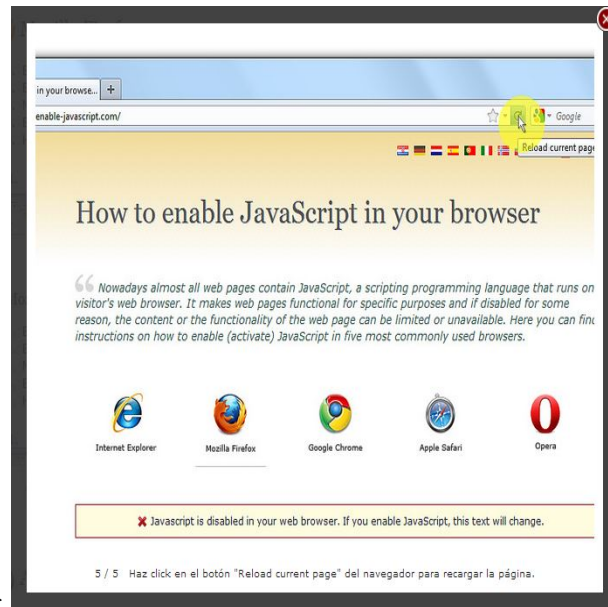 in your browse...
enable-javascript.com/
Google
Reload current page
How to enable JavaScript in your browser
Nowadays almost all web pages contain JavaScript, a scripting programming language that runs on
visitor's web browser. It makes web pages functional for specific purposes and if disabled for some
reason, the content or the functionality of the web page can be limited or unavailable. Here you can find
instructions on how to enable (activate) JavaScript in five most commonly used browsers.
Internet Explorer
Mozilla Firefox
Google Chrome
Apple Safari
Opera
Javascript is disabled in your web browser. If you enable JavaScript, this text will change.
5 / 5 Haz click en el botón "Reload current page" del navegador para recargar la página.